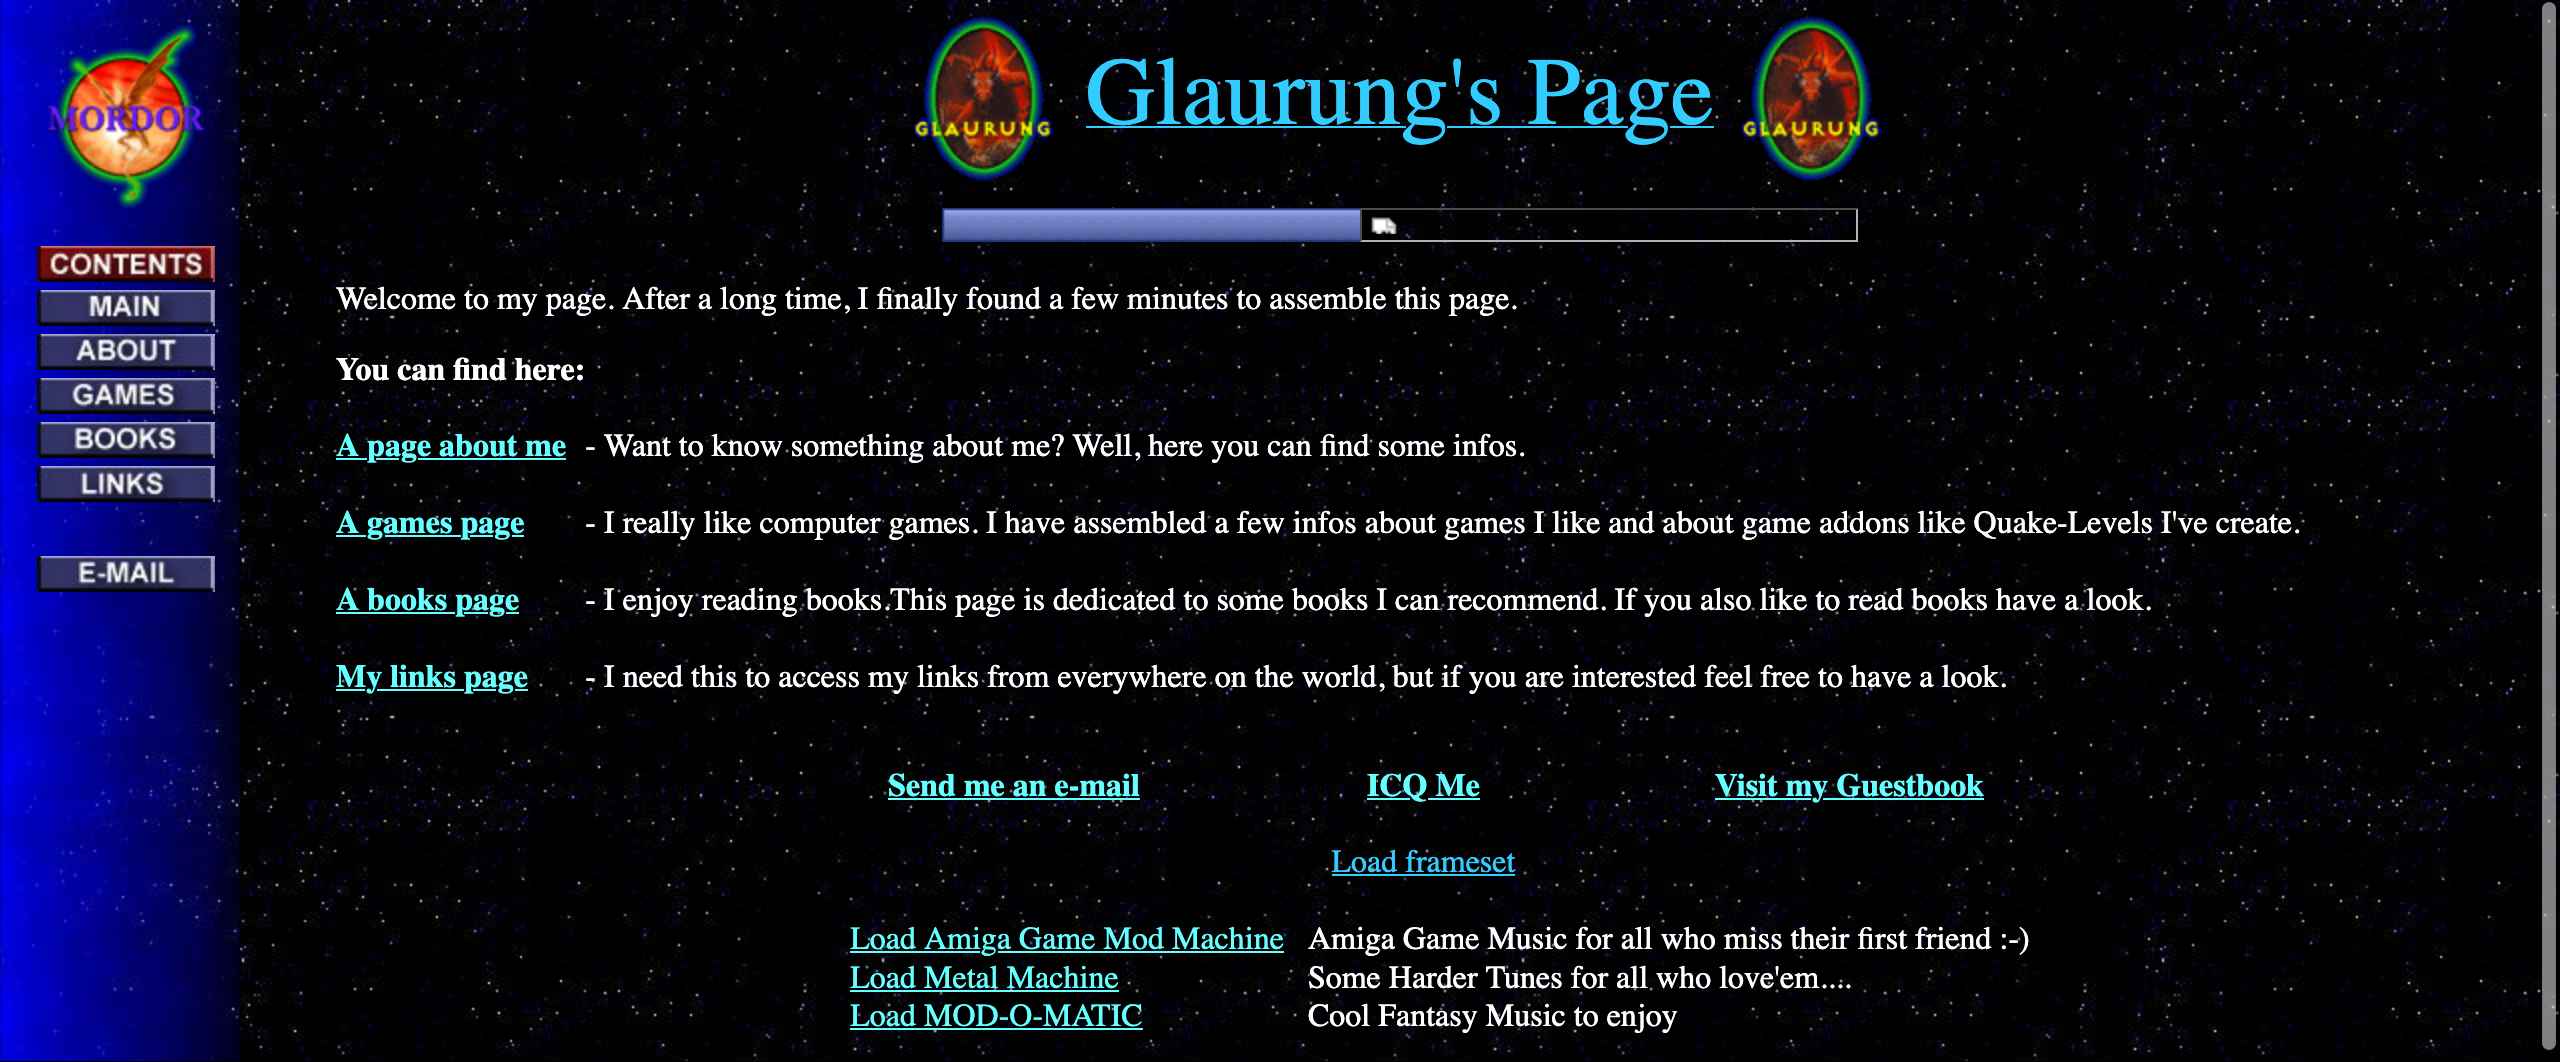 MORDOR
CONTENTS
MAIN
ABOUT
GAMES
BOOKS
LINKS
E-MAIL
GLAURUNG Glaurung's Page GLAURUNG
Welcome to my page. After a long time, I finally found a few minutes to assemble this page.
You can find here:
A page about me - Want to know something about me? Well, here you can find some infos.
A games page - I really like computer games. I have assembled a few infos about games I like and about game addons like Quake-Levels I've create.
A books page - I enjoy reading books.This page is dedicated to some books I can recommend. If you also like to read books have a look.
My links page - I need this to access my links from everywhere on the world, but if you are interested feel free to have a look.
Send me an e-mail ICQ Me Visit my Guestbook
Load frameset
Load Amiga Game Mod Machine Amiga Game Music for all who miss their first friend :-)
Load Metal Machine Some Harder Tunes for all who love'em....
Load MOD-O-MATIC Cool Fantasy Music to enjoy